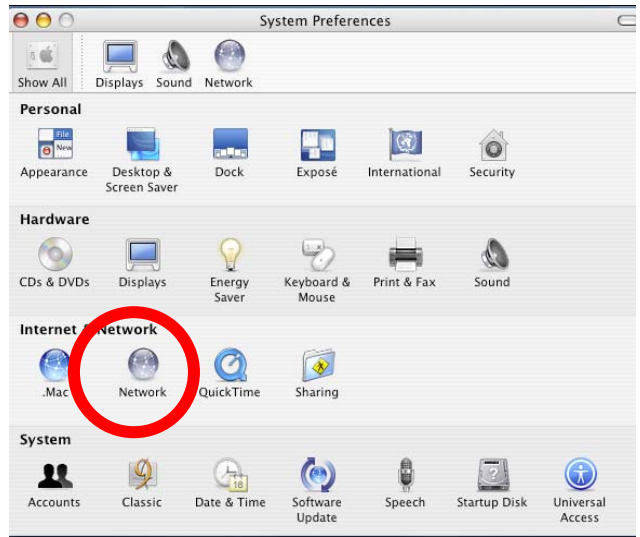 System Preferences
Show All Displays Sound Network
Personal
File
New
Appearance Desktop & Dock Exposé International Security
Screen Saver
Hardware
CDs & DVDs Displays Energy Keyboard & Print & Fax Sound
Saver Mouse
Internet & Network
.Mac Network QuickTime Sharing
System
18
Accounts Classic Date & Time Software Speech Startup Disk Universal
Update Access